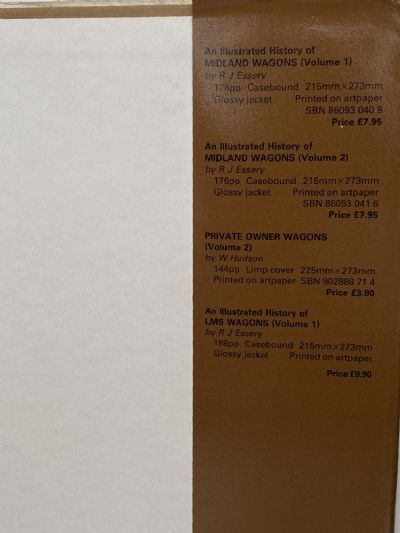 An Illustrated History of
MIDLAND WAGONS (Volume 1)
by R J Essery
176pp Casebound 215mm×273mm
Glossy jacket Printed on artpaper
SBN 86093 040 8
Price £7.95
An Illustrated History of
MIDLAND WAGONS (Volume 2)
by R J Essery
176pp Casebound 215mm×273mm
Glossy jacket Printed on artpaper
SBN 86093 041 6
Price £7.95
PRIVATE OWNER WAGONS
(Volume 2)
by W Hudson
144pp Limp cover 225mm×273mm
Printed on artpaper SBN 902888 71 4
Price £3.90
An Illustrated History of
LMS WAGONS (Volume 1)
by R J Essery
188pp Casebound 215mm×273mm
Glossy jacket Printed on artpaper
Price £9.90